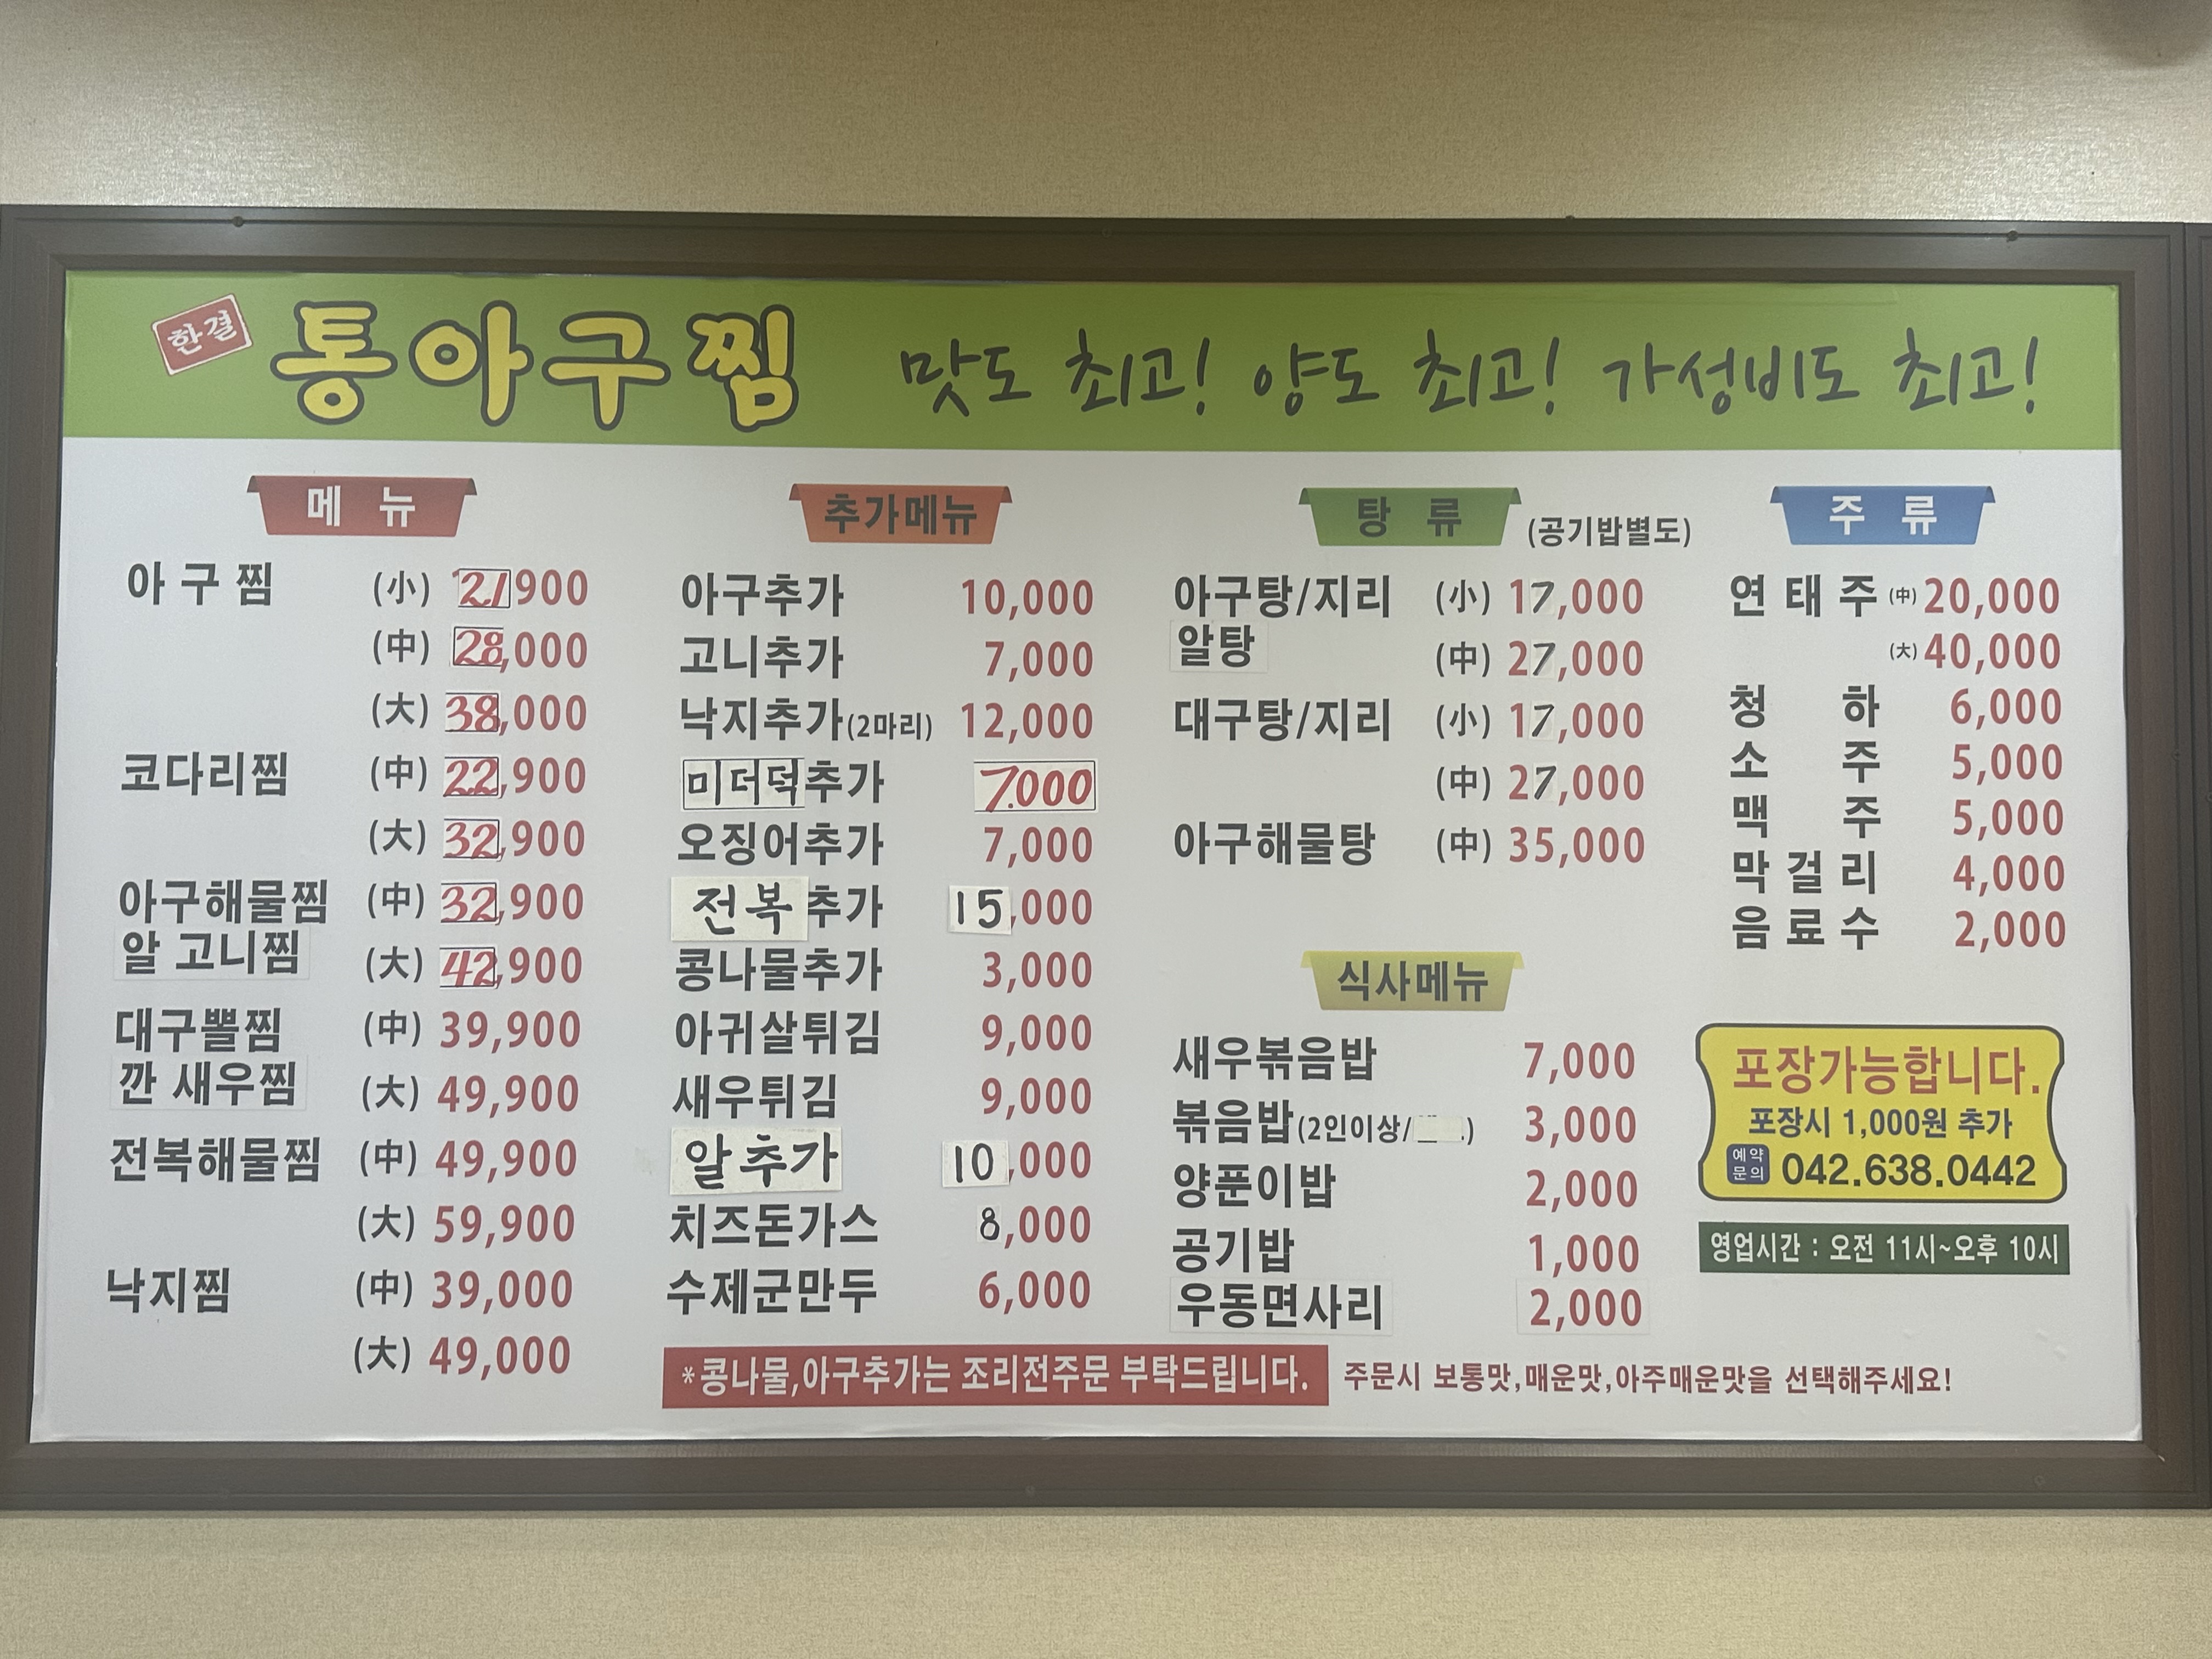 한결
통아구찜 맛도 최고! 양도 최고! 가성비도 최고!
메 뉴
아 구 찜 (小) 21,900
(中) 28,000
(大) 38,000
코다리찜 (中) 22,900
(大) 32,900
아구해물찜 (中) 32,900
알 고니찜 (大) 42,900
대구뽈찜 (中) 39,900
깐 새우찜 (大) 49,900
전복해물찜 (中) 49,900
(大) 59,900
낙지찜 (中) 39,000
(大) 49,000
추가메뉴
아구추가 10,000
고니추가 7,000
낙지추가(2마리) 12,000
미더덕추가 7.000
오징어추가 7,000
전복추가 15,000
콩나물추가 3,000
아귀살튀김 9,000
새우튀김 9,000
알추가 10,000
치즈돈가스 8,000
수제군만두 6,000
탕 류 (공기밥별도)
아구탕/지리 (小) 17,000
알탕 (中) 27,000
대구탕/지리 (小) 17,000
(中) 27,000
아구해물탕 (中) 35,000
식사메뉴
새우볶음밥 7,000
볶음밥(2인이상/ ) 3,000
양푼이밥 2,000
공기밥 1,000
우동면사리 2,000
주 류
연 태 주 (中) 20,000
(大) 40,000
청 하 6,000
소 주 5,000
맥 주 5,000
막 걸 리 4,000
음 료 수 2,000
포장가능합니다.
포장시 1,000원 추가
예약문의 042.638.0442
영업시간 : 오전 11시~오후 10시
*콩나물,아구추가는 조리전주문 부탁드립니다. 주문시 보통맛,매운맛,아주매운맛을 선택해주세요!